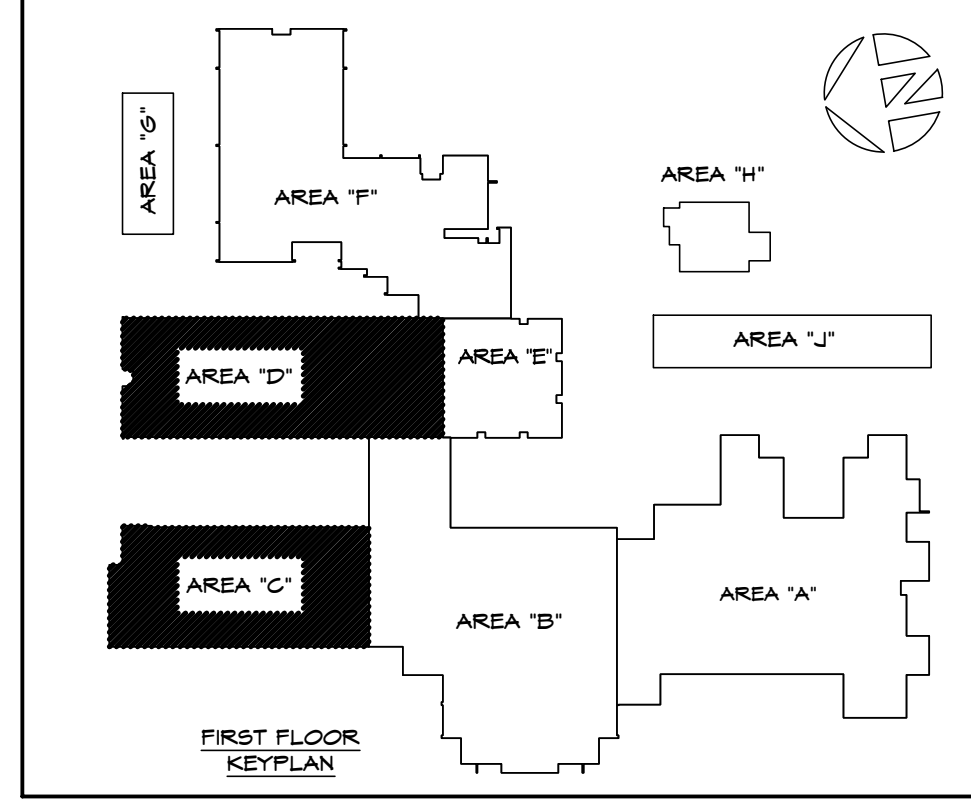 AREA "G"
AREA "F"
AREA "H"
AREA "J"
AREA "E"
AREA "D"
AREA "C"
AREA "A"
AREA "B"
FIRST FLOOR
KEYPLAN
N